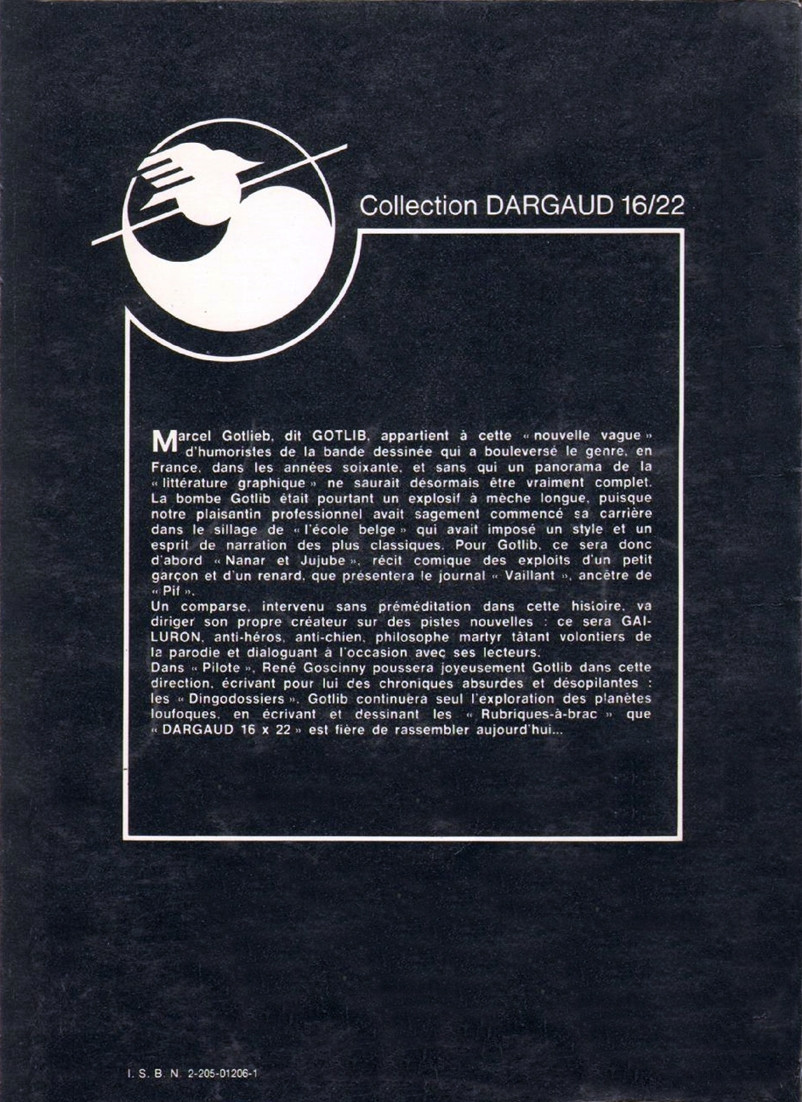 Collection DARGAUD 16/22
Marcel Gotlieb, dit GOTLIB, appartient à cette « nouvelle vague »
d'humoristes de la bande dessinée qui a bouleversé le genre, en
France, dans les années soixante, et sans qui un panorama de la
« littérature graphique » ne saurait désormais être vraiment complet.
La bombe Gotlib était pourtant un explosif à mèche longue, puisque
notre plaisantin professionnel avait sagement commencé sa carrière
dans le sillage de « l'école belge » qui avait imposé un style et un
esprit de narration des plus classiques. Pour Gotlib, ce sera donc
d'abord « Nanar et Jujube », récit comique des exploits d'un petit
garçon et d'un renard, que présentera le journal « Vaillant », ancêtre de
« Pif ».
Un comparse, intervenu sans préméditation dans cette histoire, va
diriger son propre créateur sur des pistes nouvelles : ce sera GAI-
LURON, anti-héros, anti-chien, philosophe martyr tâtant volontiers de
la parodie et dialoguant à l'occasion avec ses lecteurs.
Dans « Pilote », René Goscinny poussera joyeusement Gotlib dans cette
direction, écrivant pour lui des chroniques absurdes et désopilantes :
les « Dingodossiers ». Gotlib continuera seul l'exploration des planètes
loufoques, en écrivant et dessinant les « Rubriques-à-brac » que
« DARGAUD 16 x 22 » est fière de rassembler aujourd'hui...
I. S. B. N. 2-205-01206-1